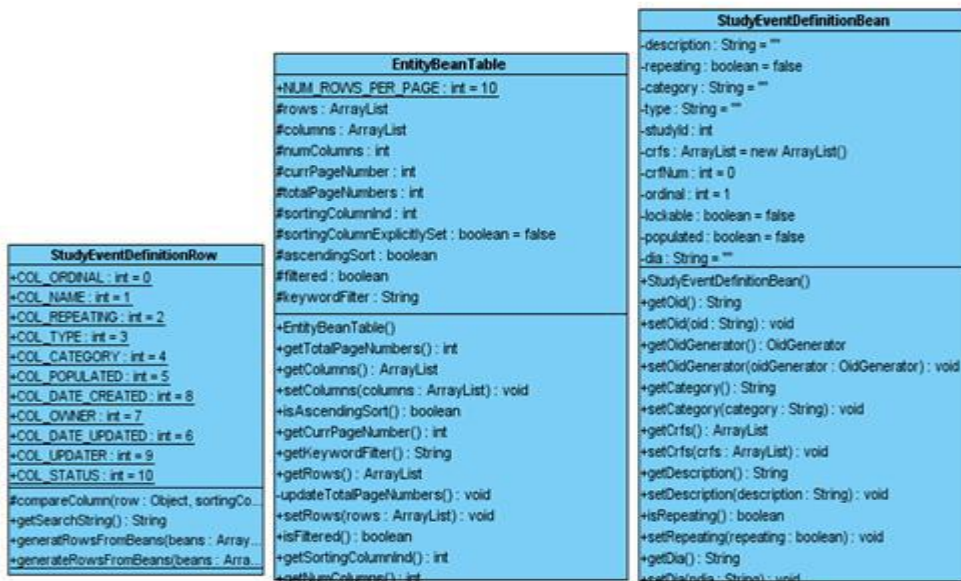 StudyEventDefinitionRow
+COL_ORDINAL : int = 0
+COL_NAME : int = 1
+COL_REPEATING : int = 2
+COL_TYPE : int = 3
+COL_CATEGORY : int = 4
+COL_POPULATED : int = 5
+COL_DATE_CREATED : int = 8
+COL_OWNER : int = 7
+COL_DATE_UPDATED : int = 6
+COL_UPDATER : int = 9
+COL_STATUS : int = 10
#compareColumn(row : Object, sortingCo...
+getSearchString() : String
+generatRowsFromBeans(beans : Array...
+generateRowsFromBeans(beans : Arra...
EntityBeanTable
+NUM_ROWS_PER_PAGE : int = 10
#rows : ArrayList
#columns : ArrayList
#numColumns : int
#currPageNumber : int
#totalPageNumbers : int
#sortingColumnInd : int
#sortingColumnExplicitlySet : boolean = false
#ascendingSort : boolean
#filtered : boolean
#keywordFilter : String
+EntityBeanTable()
+getTotalPageNumbers() : int
+getColumns() : ArrayList
+setColumns(columns : ArrayList) : void
+isAscendingSort() : boolean
+getCurrPageNumber() : int
+getKeywordFilter() : String
+getRows() : ArrayList
-updateTotalPageNumbers() : void
+setRows(rows : ArrayList) : void
+isFiltered() : boolean
+getSortingColumnInd() : int
+getNumColumns() : int
StudyEventDefinitionBean
-description : String = ""
-repeating : boolean = false
-category : String = ""
-type : String = ""
-studyId : int
-crfs : ArrayList = new ArrayList()
-crfNum : int = 0
-ordinal : int = 1
-lockable : boolean = false
-populated : boolean = false
-dia : String = ""
+StudyEventDefinitionBean()
+getOid() : String
+setOid(oid : String) : void
+getOidGenerator() : OidGenerator
+setOidGenerator(oidGenerator : OidGenerator) : void
+getCategory() : String
+setCategory(category : String) : void
+getCrfs() : ArrayList
+setCrfs(crfs : ArrayList) : void
+getDescription() : String
+setDescription(description : String) : void
+isRepeating() : boolean
+setRepeating(repeating : boolean) : void
+getDia() : String
+setDia(ndia : String) : void